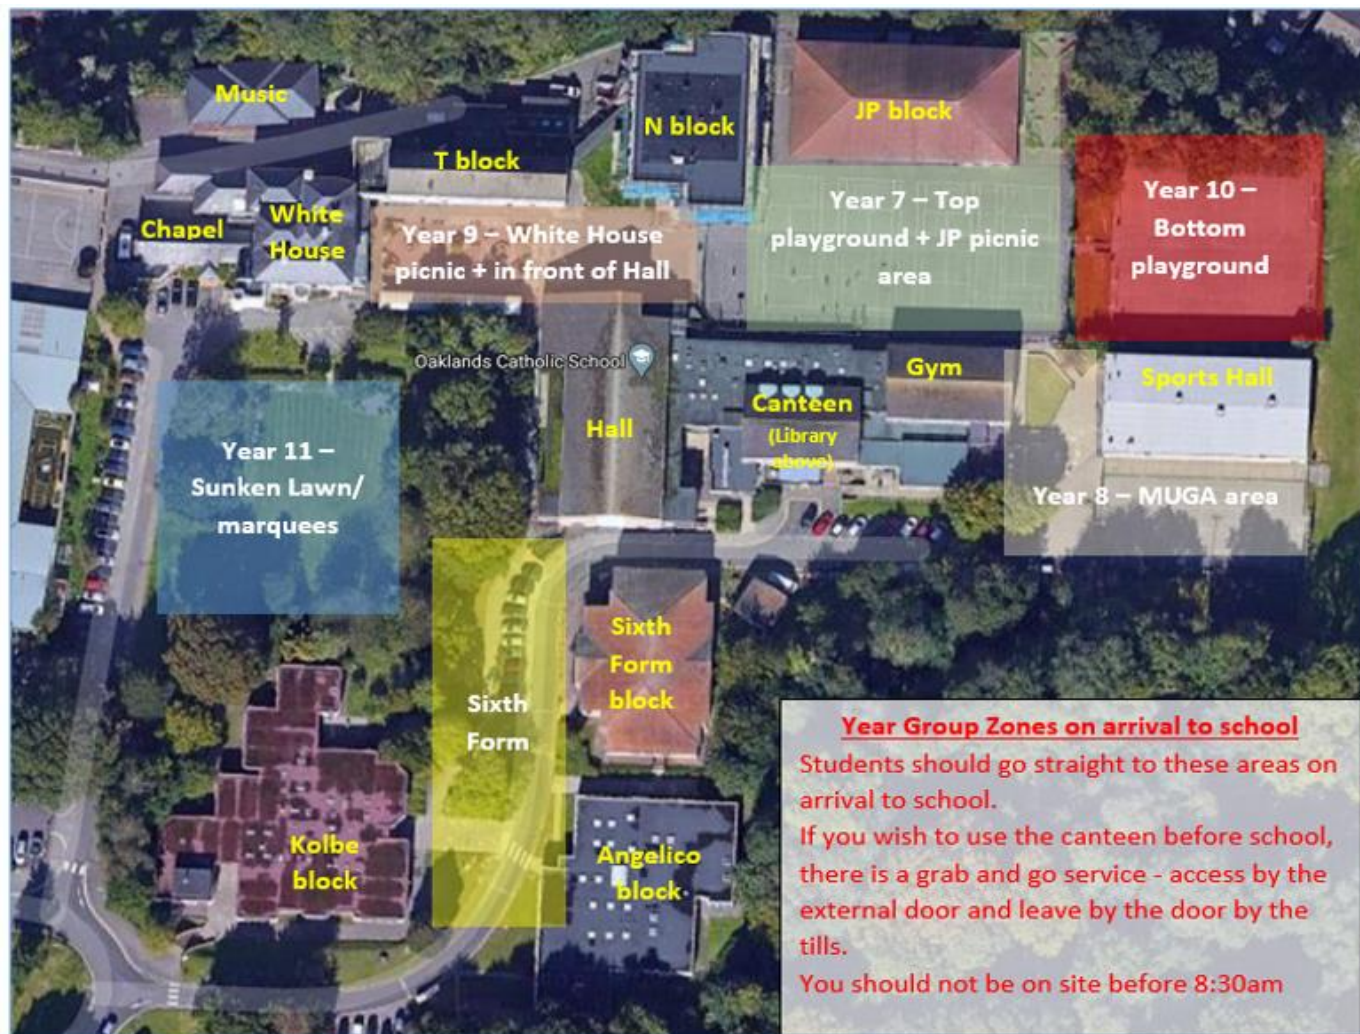 Music
T block
N block
JP block
Chapel
White
House
Year 9 – White House
picnic + in front of Hall
Year 7 – Top
playground + JP picnic
area
Year 10 –
Bottom
playground
Oaklands Catholic School
Hall
Canteen
(Library
above)
Gym
Sports Hall
Year 8 – MUGA area
Year 11 –
Sunken Lawn/
marquees
Sixth
Form
Sixth
Form
block
Kolbe
block
Angelico
block
Year Group Zones on arrival to school
Students should go straight to these areas on
arrival to school.
If you wish to use the canteen before school,
there is a grab and go service - access by the
external door and leave by the door by the
tills.
You should not be on site before 8:30am